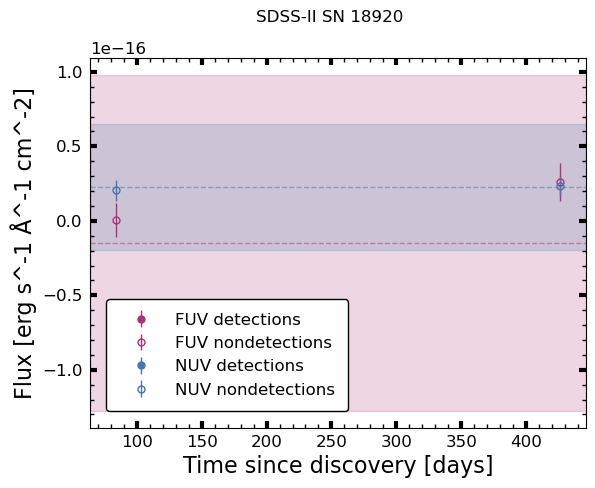 SDSS-II SN 18920
1e−16
1.0
0.5
0.0
−0.5
−1.0
Flux [erg s^-1 Å^-1 cm^-2]
FUV detections
FUV nondetections
NUV detections
NUV nondetections
100 150 200 250 300 350 400
Time since discovery [days]